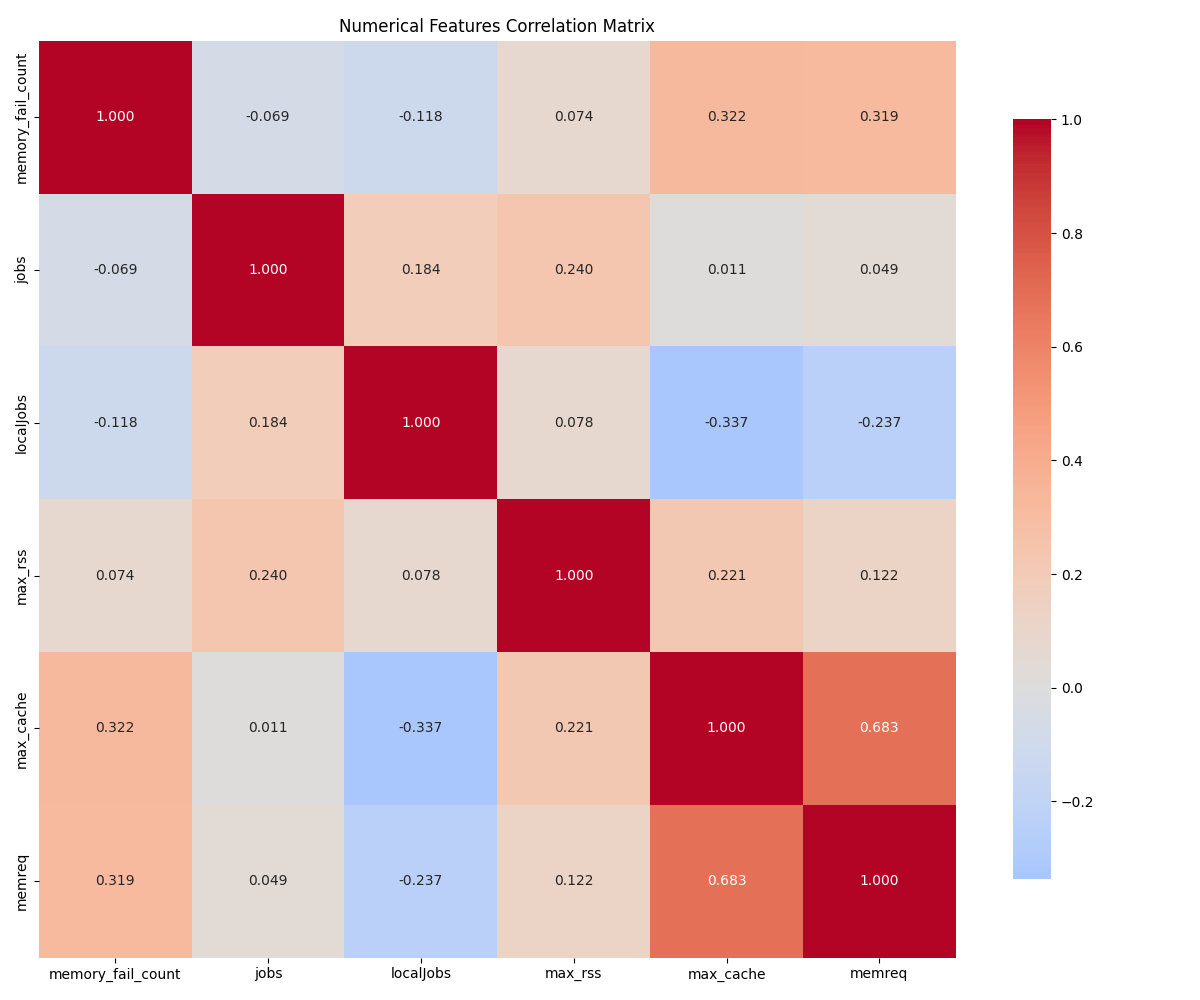 Numerical Features Correlation Matrix
memory_fail_count
1.000 -0.069 -0.118 0.074 0.322 0.319
jobs
-0.069 1.000 0.184 0.240 0.011 0.049
localJobs
-0.118 0.184 1.000 0.078 -0.337 -0.237
max_rss
0.074 0.240 0.078 1.000 0.221 0.122
max_cache
0.322 0.011 -0.337 0.221 1.000 0.683
memreq
0.319 0.049 -0.237 0.122 0.683 1.000
memory_fail_count jobs localJobs max_rss max_cache memreq
1.0
0.8
0.6
0.4
0.2
0.0
−0.2